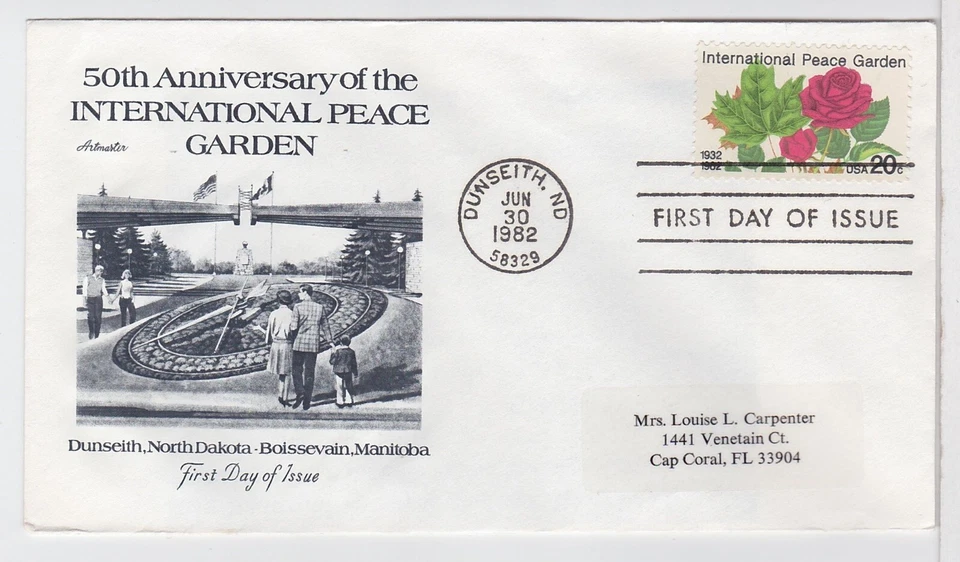 50th Anniversary of the
INTERNATIONAL PEACE
GARDEN
Artmaster
Dunseith, North Dakota - Boissevain, Manitoba
First Day of Issue
DUNSEITH, ND
JUN
30
1982
58329
International Peace Garden
1932
1982
USA 20c
FIRST DAY OF ISSUE
Mrs. Louise L. Carpenter
1441 Venetain Ct.
Cap Coral, FL 33904